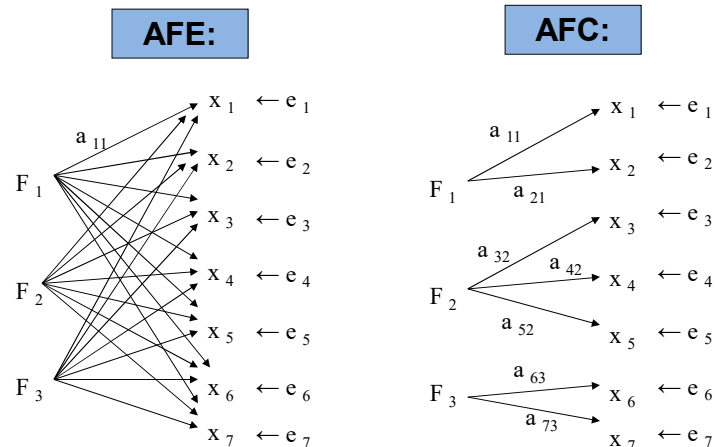 AFE:
a 11
F 1
F 2
F 3
x 1 ← e 1
x 2 ← e 2
x 3 ← e 3
x 4 ← e 4
x 5 ← e 5
x 6 ← e 6
x 7 ← e 7
AFC:
F 1
F 2
F 3
a 11
a 21
a 32
a 42
a 52
a 63
a 73
x 1 ← e 1
x 2 ← e 2
x 3 ← e 3
x 4 ← e 4
x 5 ← e 5
x 6 ← e 6
x 7 ← e 7